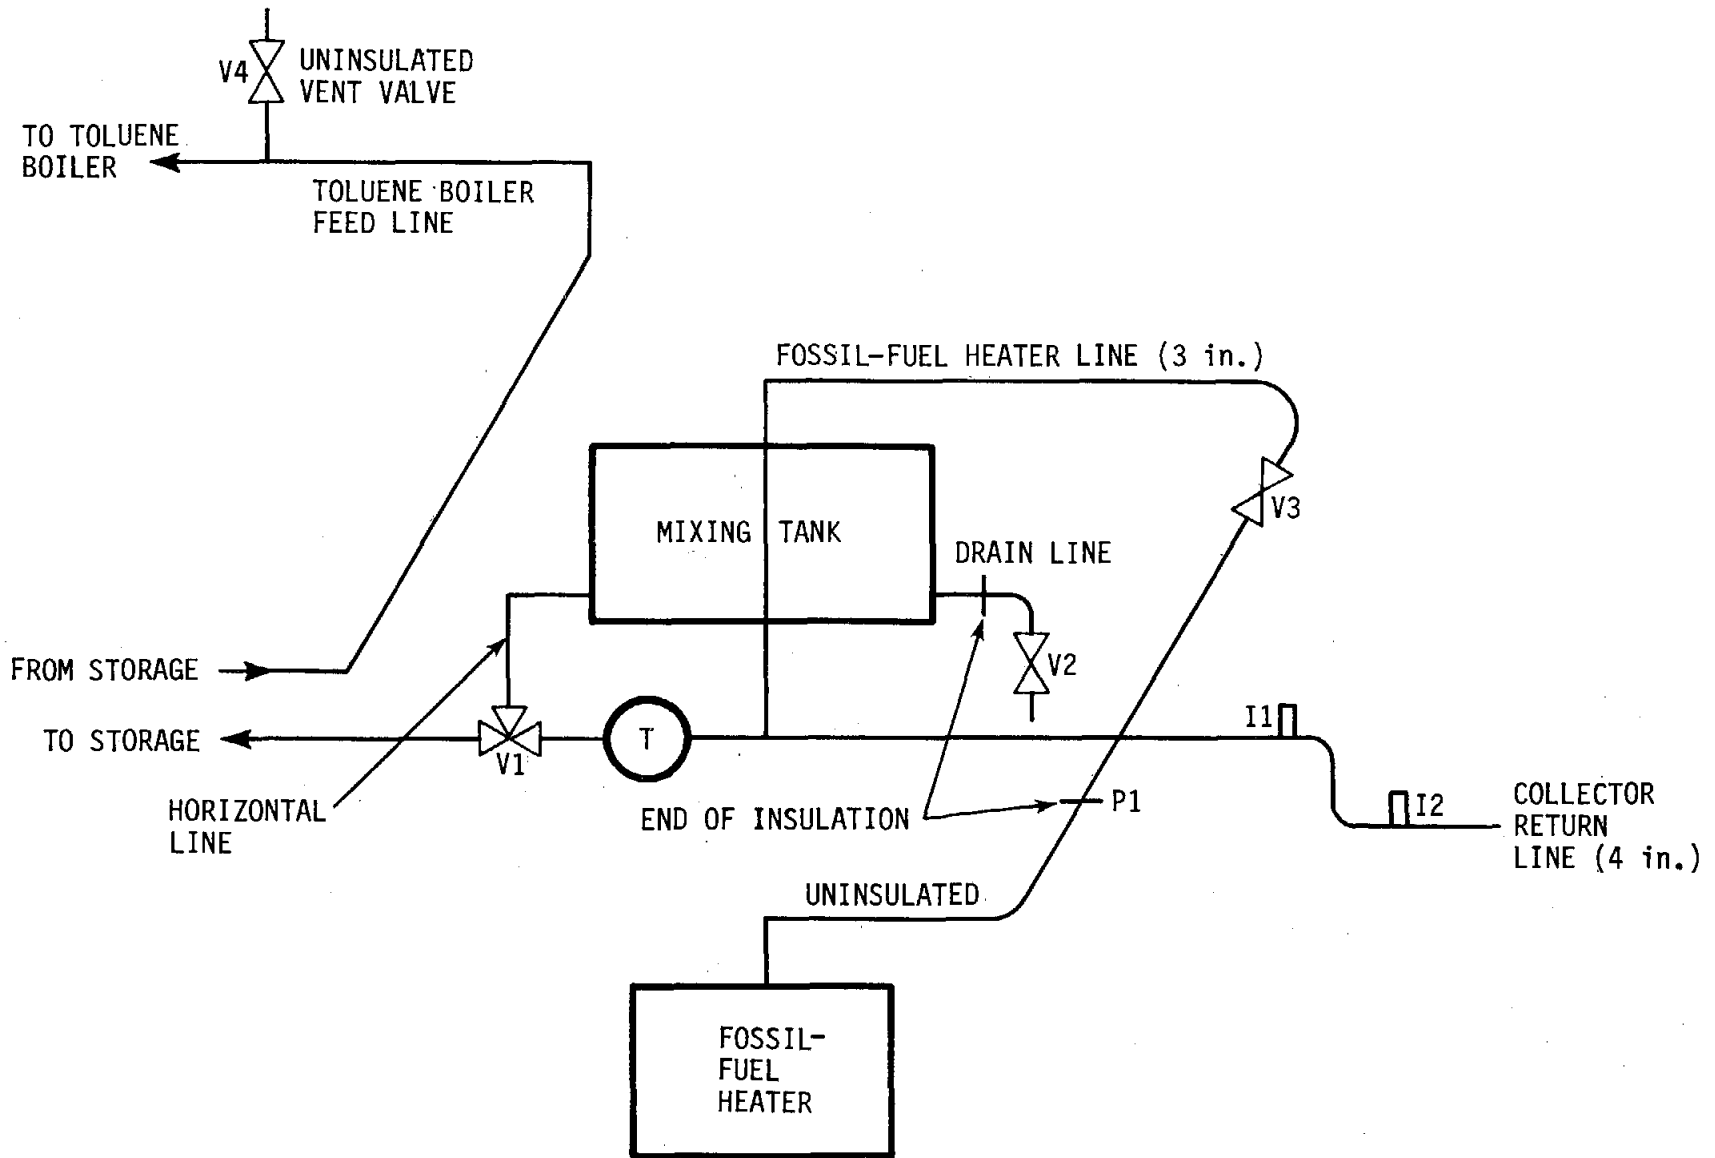 V4
UNINSULATED
VENT VALVE
TO TOLUENE
BOILER
TOLUENE BOILER
FEED LINE
FOSSIL-FUEL HEATER LINE (3 in.)
V3
MIXING TANK
DRAIN LINE
V2
FROM STORAGE
TO STORAGE
V1
T
I1
HORIZONTAL
LINE
END OF INSULATION
P1
I2
COLLECTOR
RETURN
LINE (4 in.)
UNINSULATED
FOSSIL-
FUEL
HEATER